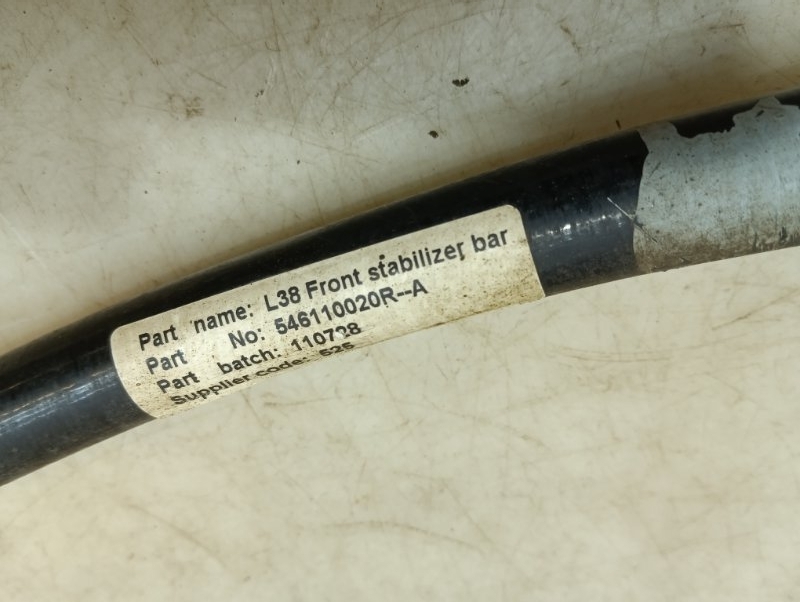 Part name: L38 Front stabilizer bar
Part No: 546110020R--A
Part batch: 110728
Supplier code: 525